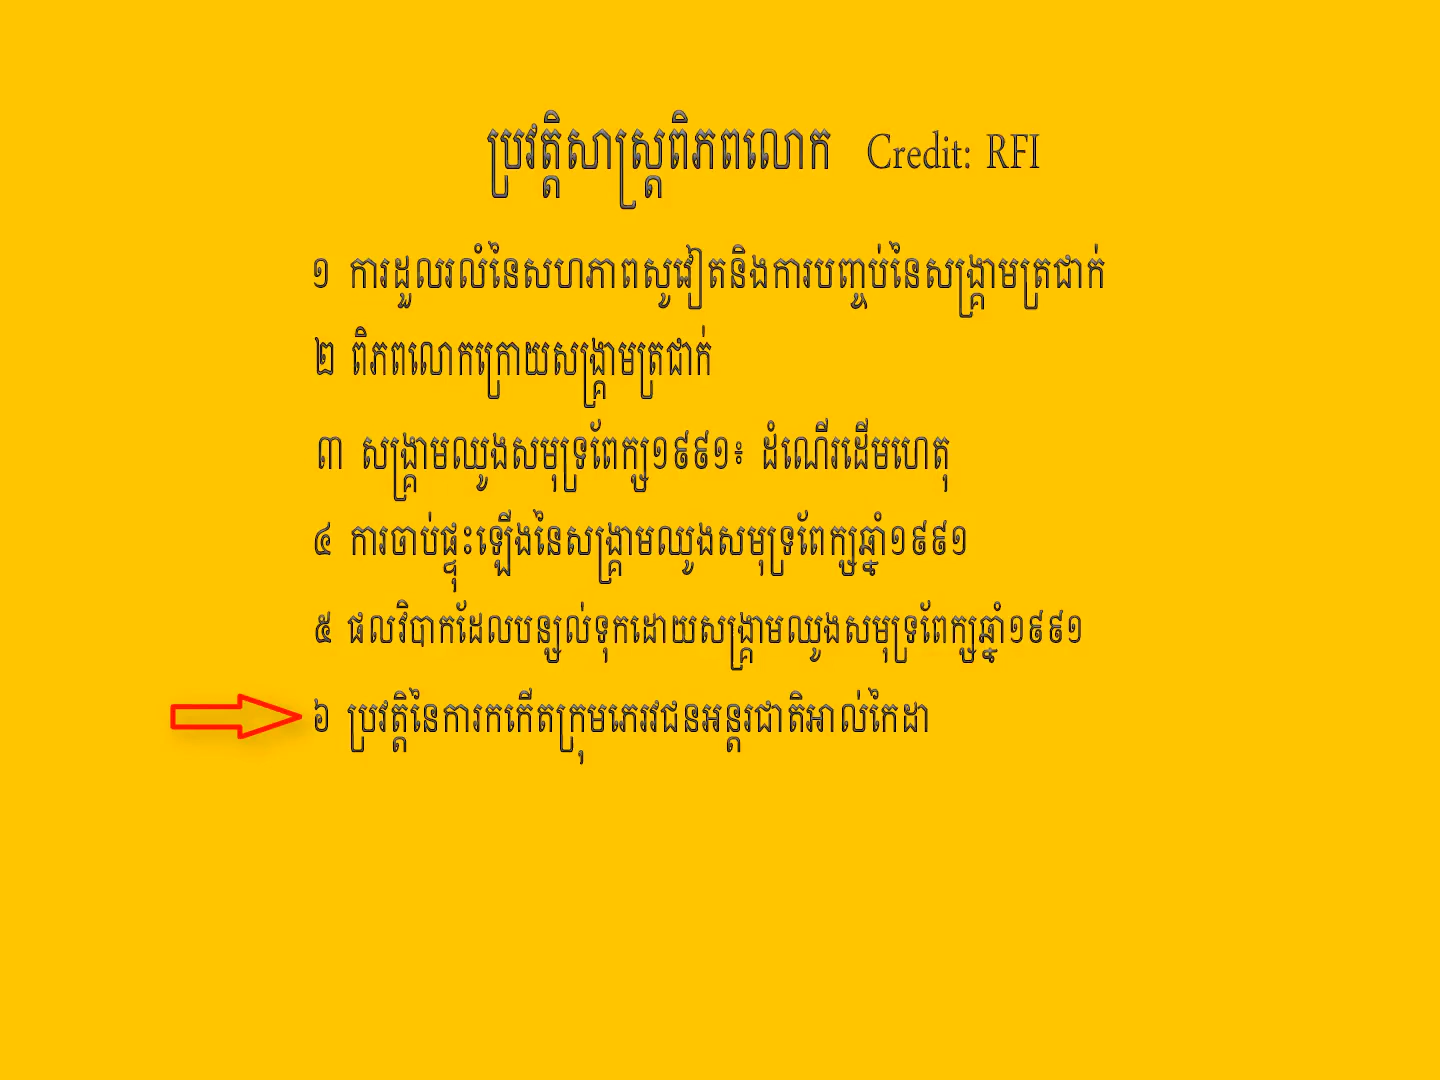 ប្រវត្តិសាស្ត្រពិភពលោក Credit: RFI
១ ការដួលរលំនៃសហភាពសូវៀតនិងការបញ្ចប់នៃសង្គ្រាមត្រជាក់
២ ពិភពលោកក្រោយសង្គ្រាមត្រជាក់
៣ សង្គ្រាមឈូងសមុទ្រពែក្ស១៩៩១៖ ដំណើរដើមហេតុ
៤ ការចាប់ផ្ទុះឡើងនៃសង្គ្រាមឈូងសមុទ្រពែក្សឆ្នាំ១៩៩១
៥ ផលវិបាកដែលបន្សល់ទុកដោយសង្គ្រាមឈូងសមុទ្រពែក្សឆ្នាំ១៩៩១
៦ ប្រវត្តិនៃការកកើតក្រុមភេរវជនអន្តរជាតិអាល់កៃដា